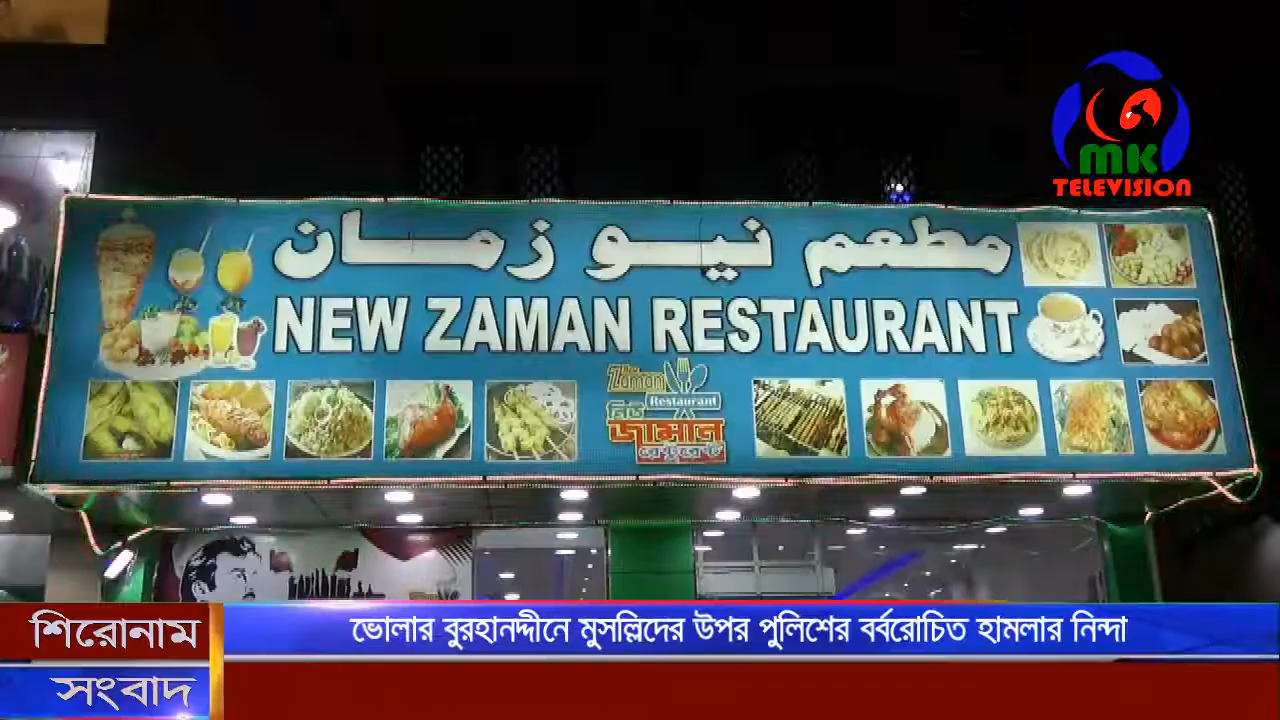 MK
TELEVISION
مطعم نيو زمان
NEW ZAMAN RESTAURANT
Zaman
Restaurant
নিউ
জামান
রেষ্টুরেন্ট
শিরোনাম
ভোলার বুরহানদ্দীনে মুসল্লিদের উপর পুলিশের বর্বরোচিত হামলার নিন্দা
সংবাদ